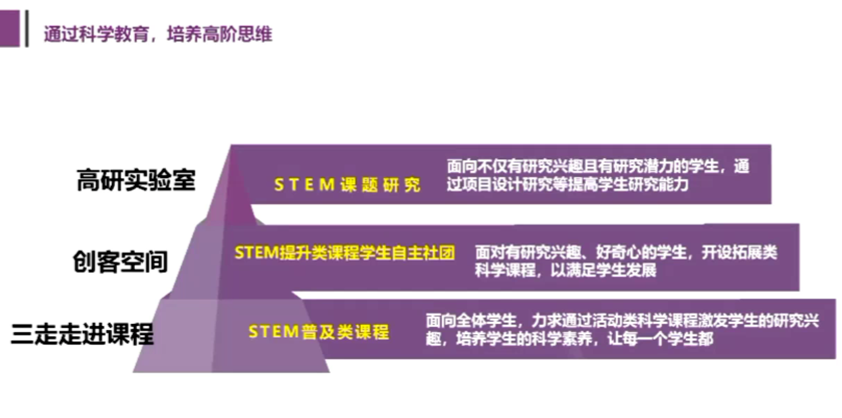 通过科学教育，培养高阶思维
高研实验室
STEM课题研究
面向不仅有研究兴趣且有研究潜力的学生，通
过项目设计研究等提高学生研究能力
创客空间
STEM提升类课程学生自主社团
面对有研究兴趣、好奇心的学生，开设拓展类
科学课程，以满足学生发展
三走走进课程
STEM普及类课程
面向全体学生，力求通过活动类科学课程激发学生的研究兴
趣，培养学生的科学素养，让每一个学生都